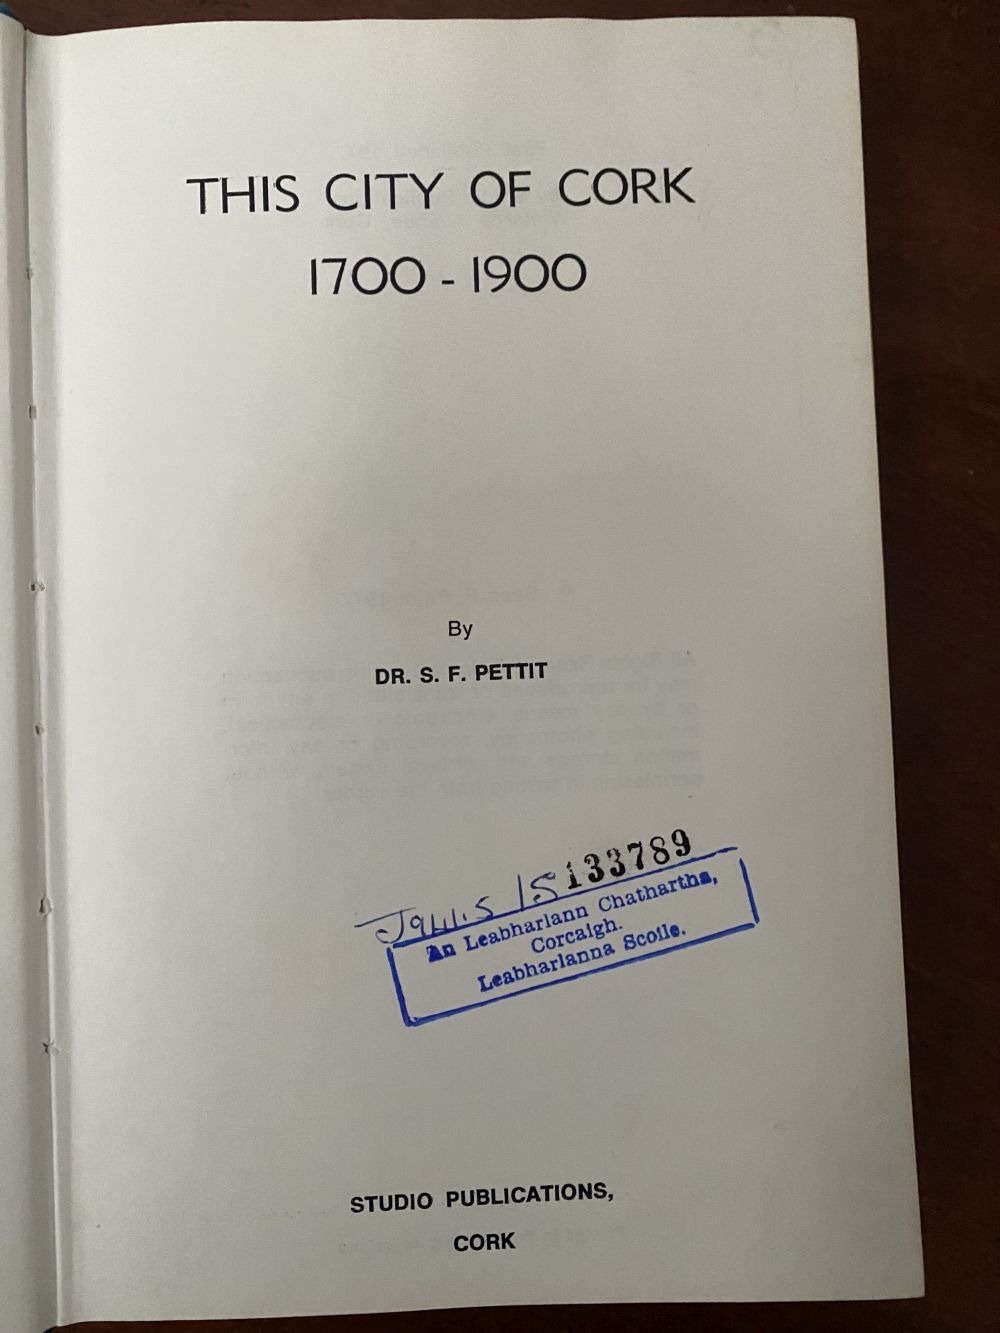 THIS CITY OF CORK
1700 - 1900
By
DR. S. F. PETTIT
J941.5 /S 133789
An Leabharlann Chathartha,
Corcaigh.
Leabharlanna Scoile.
STUDIO PUBLICATIONS,
CORK